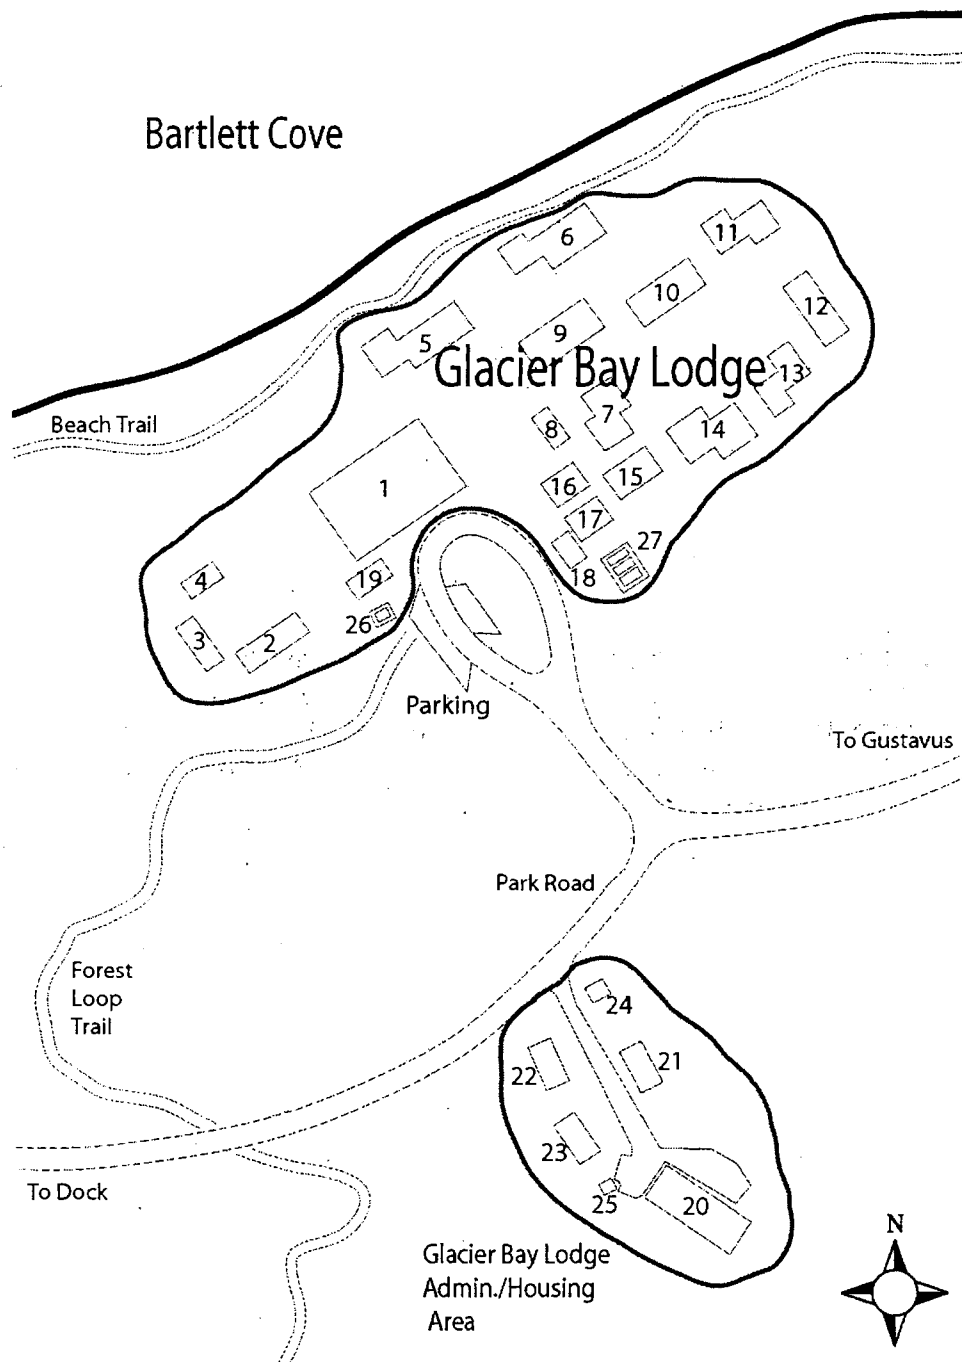 Bartlett Cove
6
11
10
12
9
5
Glacier Bay Lodge
13
7
Beach Trail
8
14
1
15
16
17
27
19
18
4
26
3
2
Parking
To Gustavus
Park Road
Forest
Loop
Trail
24
21
22
23
25
20
To Dock
N
Glacier Bay Lodge
Admin./Housing
Area